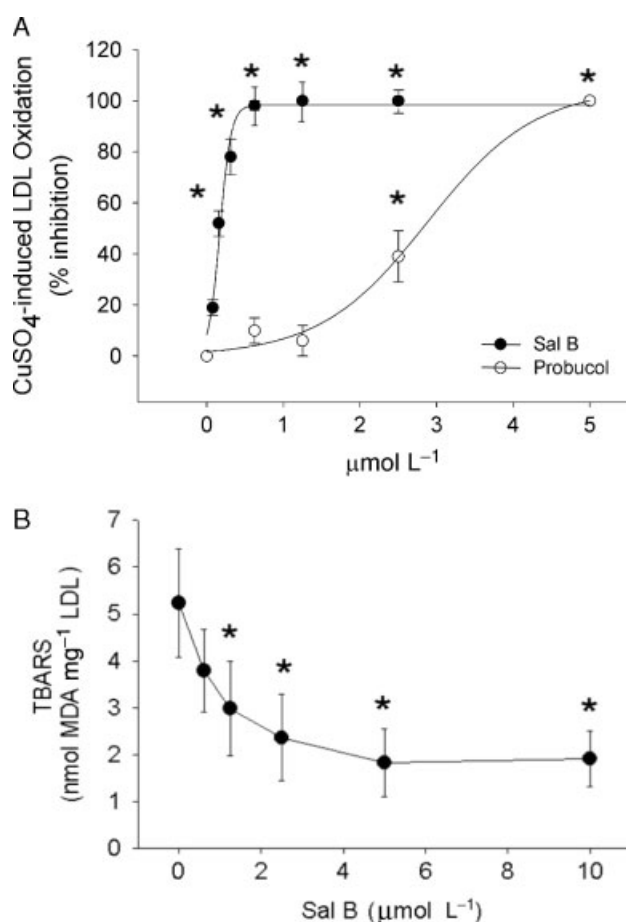 A
CuSO4-induced LDL Oxidation
(% inhibition)
120
100
80
60
40
20
0
* * * * * * *
Sal B
Probucol
0 1 2 3 4 5
µmol L−1
B
TBARS
(nmol MDA mg−1 LDL)
7
6
5
4
3
2
1
0
* * * *
0 2 4 6 8 10
Sal B (µmol L−1)